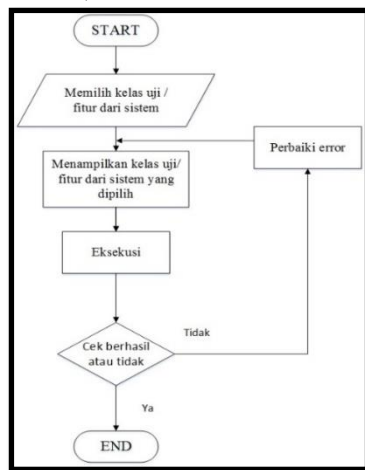 START
Memilih kelas uji /
fitur dari sistem
Perbaiki error
Menampilkan kelas uji/
fitur dari sistem yang
dipilih
Eksekusi
Tidak
Cek berhasil
atau tidak
Ya
END